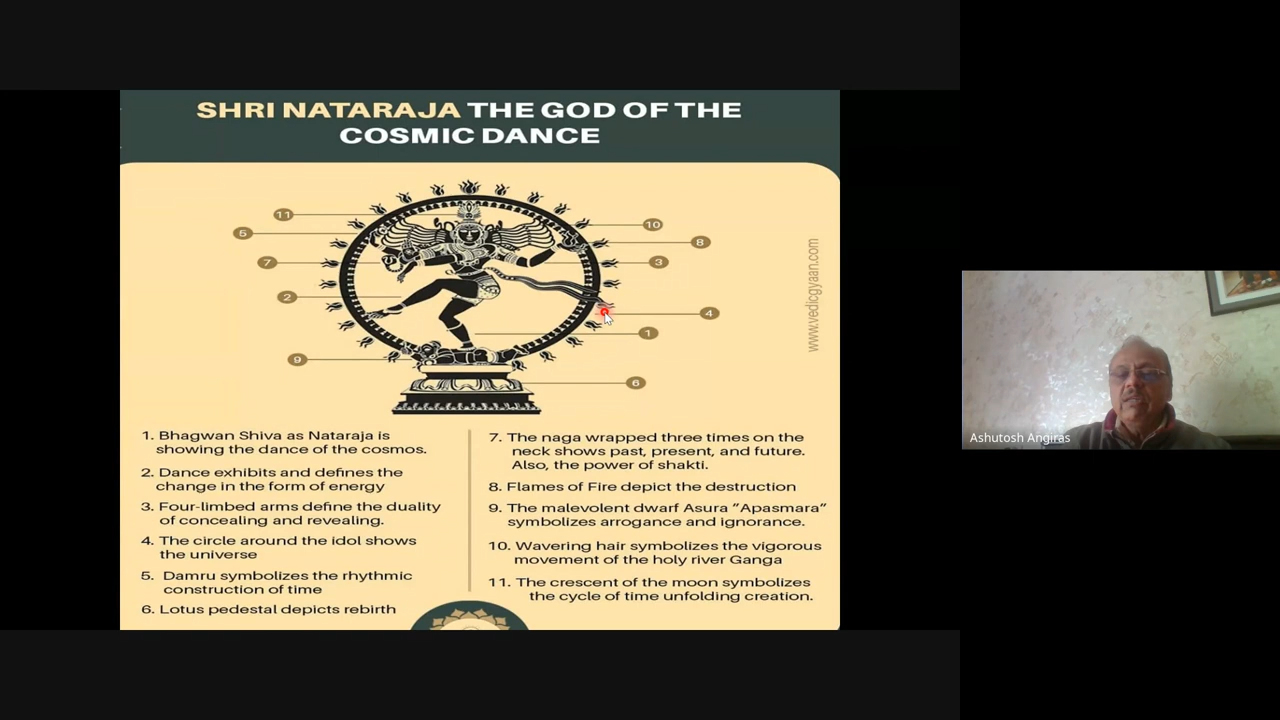 SHRI NATARAJA THE GOD OF THE
COSMIC DANCE
11
5
7
2
9
10
8
3
4
1
6
www.vedicgyaan.com
1. Bhagwan Shiva as Nataraja is
showing the dance of the cosmos.
2. Dance exhibits and defines the
change in the form of energy
3. Four-limbed arms define the duality
of concealing and revealing.
4. The circle around the idol shows
the universe
5. Damru symbolizes the rhythmic
construction of time
6. Lotus pedestal depicts rebirth
7. The naga wrapped three times on the
neck shows past, present, and future.
Also, the power of shakti.
8. Flames of Fire depict the destruction
9. The malevolent dwarf Asura "Apasmara"
symbolizes arrogance and ignorance.
10. Wavering hair symbolizes the vigorous
movement of the holy river Ganga
11. The crescent of the moon symbolizes
the cycle of time unfolding creation.
Ashutosh Angiras